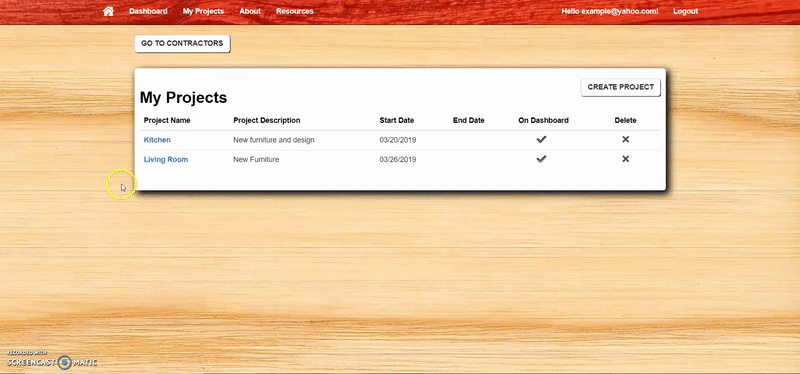 Dashboard My Projects About Resources Hello example@yahoo.com! Logout
GO TO CONTRACTORS
CREATE PROJECT
My Projects
Project Name Project Description Start Date End Date On Dashboard Delete
Kitchen New furniture and design 03/20/2019
Living Room New Furniture 03/26/2019
RECORDED WITH
SCREENCAST MATIC